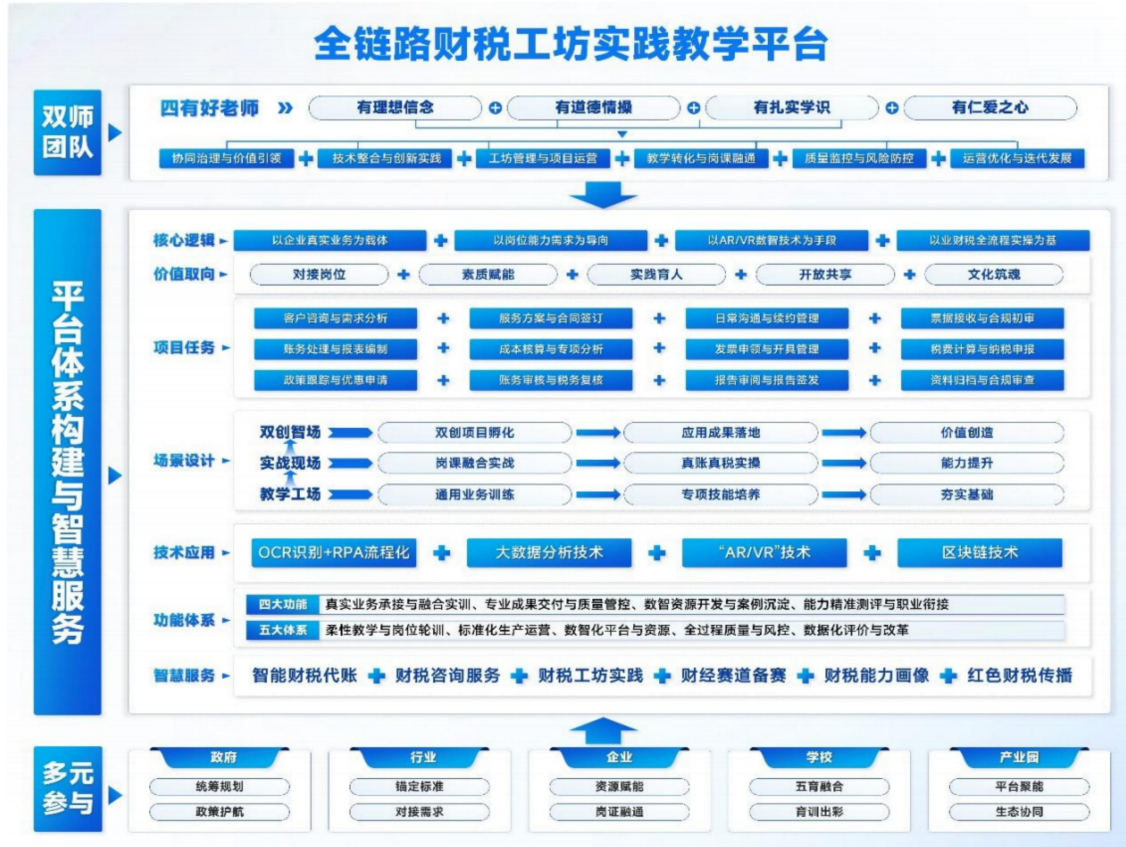 全链路财税工坊实践教学平台
双师团队
四有好老师 有理想信念 有道德情操 有扎实学识 有仁爱之心
协同治理与价值引领 技术整合与创新实践 工坊管理与项目运营 教学转化与岗课融通 质量监控与风险防控 运营优化与迭代发展
平台体系构建与智慧服务
核心逻辑 以企业真实业务为载体 以岗位能力需求为导向 以AR/VR数智技术为手段 以业财税全流程实操为基
价值取向 对接岗位 素质赋能 实践育人 开放共享 文化筑魂
项目任务
客户咨询与需求分析 服务方案与合同签订 日常沟通与续约管理 票据接收与合规初审
账务处理与报表编制 成本核算与专项分析 发票申领与开具管理 税费计算与纳税申报
政策跟踪与优惠申请 账务审核与税务复核 报告审阅与报告签发 资料归档与合规审查
场景设计
双创智场 双创项目孵化 应用成果落地 价值创造
实战现场 岗课融合实战 真账真税实操 能力提升
教学工场 通用业务训练 专项技能培养 夯实基础
技术应用 OCR识别+RPA流程化 大数据分析技术 “AR/VR”技术 区块链技术
功能体系
四大功能 真实业务承接与融合实训、专业成果交付与质量管控、数智资源开发与案例沉淀、能力精准测评与职业衔接
五大体系 柔性教学与岗位轮训、标准化生产运营、数智化平台与资源、全过程质量与风控、数据化评价与改革
智慧服务 智能财税代账 财税咨询服务 财税工坊实践 财经赛道备赛 财税能力画像 红色财税传播
多元参与
政府 行业 企业 学校 产业园
统筹规划 锚定标准 资源赋能 五育融合 平台聚能
政策护航 对接需求 岗证融通 育训出彩 生态协同